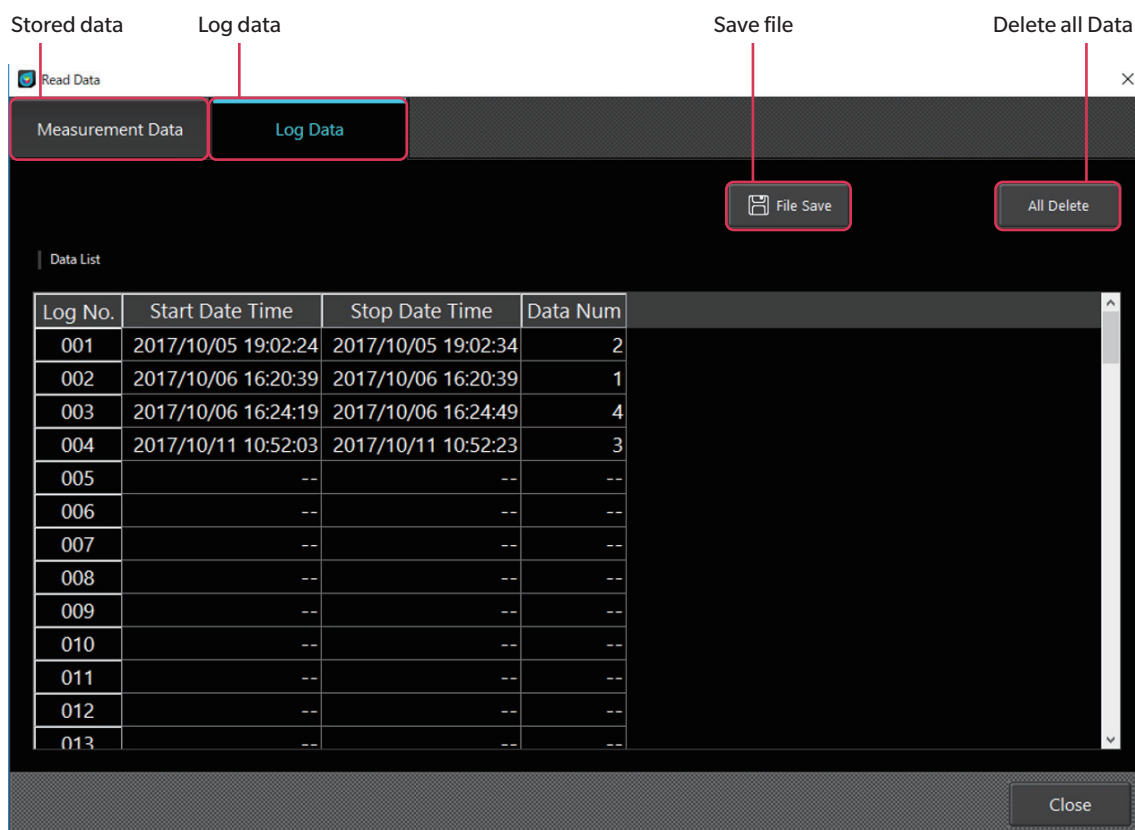 Stored data Log data Save file Delete all Data
Read Data
Measurement Data Log Data
File Save All Delete
Data List
Log No. Start Date Time Stop Date Time Data Num
001 2017/10/05 19:02:24 2017/10/05 19:02:34 2
002 2017/10/06 16:20:39 2017/10/06 16:20:39 1
003 2017/10/06 16:24:19 2017/10/06 16:24:49 4
004 2017/10/11 10:52:03 2017/10/11 10:52:23 3
005 -- -- --
006 -- -- --
007 -- -- --
008 -- -- --
009 -- -- --
010 -- -- --
011 -- -- --
012 -- -- --
013 -- -- --
Close